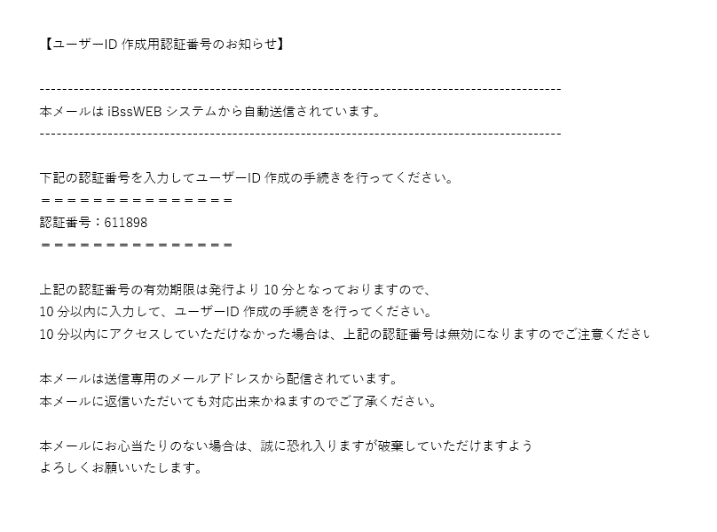 【ユーザーID 作成用認証番号のお知らせ】
--------------------------------------------------------------------------------------------
本メールは iBssWEB システムから自動送信されています。
--------------------------------------------------------------------------------------------
下記の認証番号を入力してユーザーID 作成の手続きを行ってください。
===============
認証番号：611898
===============
上記の認証番号の有効期限は発行より 10 分となっておりますので、
10 分以内に入力して、ユーザーID 作成の手続きを行ってください。
10 分以内にアクセスしていただけなかった場合は、上記の認証番号は無効になりますのでご注意ください
本メールは送信専用のメールアドレスから配信されています。
本メールに返信いただいても対応出来かねますのでご了承ください。
本メールにお心当たりのない場合は、誠に恐れ入りますが破棄していただけますよう
よろしくお願いいたします。